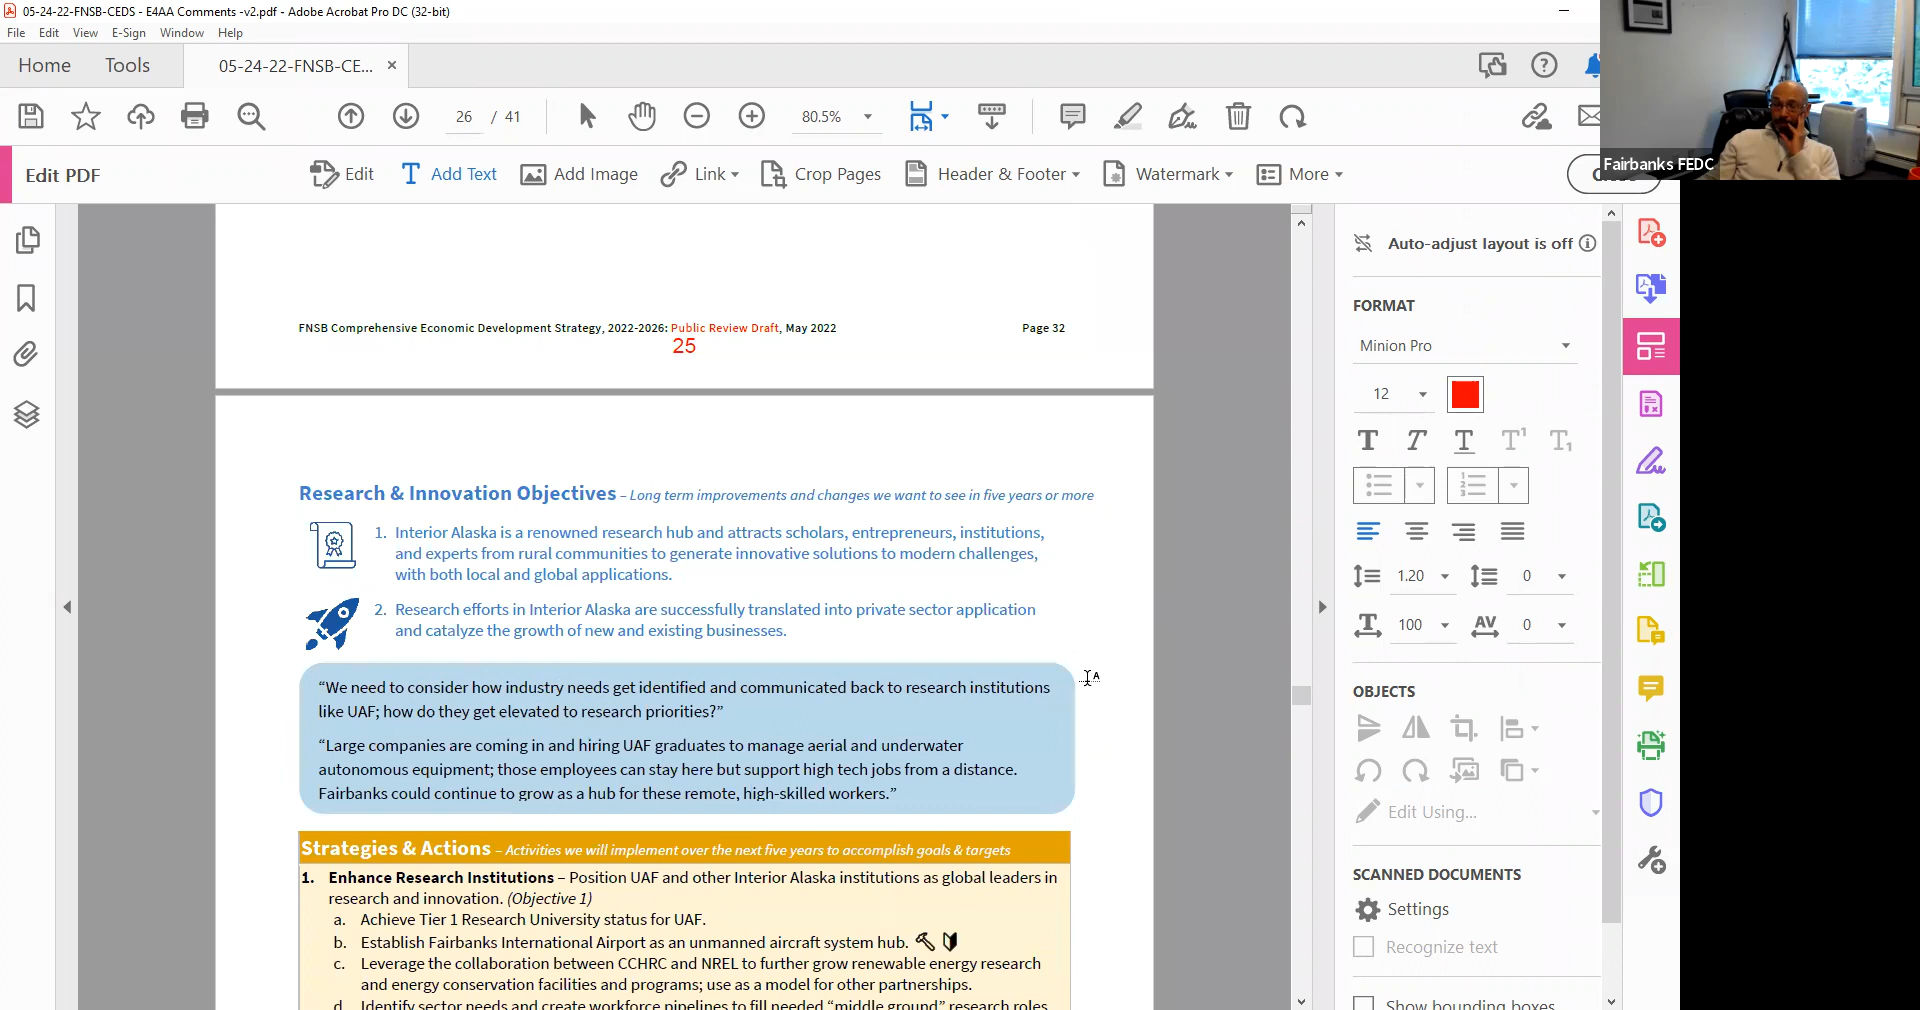 05-24-22-FNSB-CEDS - E4AA Comments -v2.pdf - Adobe Acrobat Pro DC (32-bit)
File Edit View E-Sign Window Help
Home Tools 05-24-22-FNSB-CE... ×
26 / 41 80.5%
Edit PDF Edit Add Text Add Image Link Crop Pages Header & Footer Watermark More
Fairbanks FEDC
FNSB Comprehensive Economic Development Strategy, 2022-2026: Public Review Draft, May 2022 Page 32
25
Research & Innovation Objectives – Long term improvements and changes we want to see in five years or more
1. Interior Alaska is a renowned research hub and attracts scholars, entrepreneurs, institutions,
and experts from rural communities to generate innovative solutions to modern challenges,
with both local and global applications.
2. Research efforts in Interior Alaska are successfully translated into private sector application
and catalyze the growth of new and existing businesses.
“We need to consider how industry needs get identified and communicated back to research institutions
like UAF; how do they get elevated to research priorities?”
“Large companies are coming in and hiring UAF graduates to manage aerial and underwater
autonomous equipment; those employees can stay here but support high tech jobs from a distance.
Fairbanks could continue to grow as a hub for these remote, high-skilled workers.”
Strategies & Actions – Activities we will implement over the next five years to accomplish goals & targets
1. Enhance Research Institutions – Position UAF and other Interior Alaska institutions as global leaders in
research and innovation. (Objective 1)
a. Achieve Tier 1 Research University status for UAF.
b. Establish Fairbanks International Airport as an unmanned aircraft system hub.
c. Leverage the collaboration between CCHRC and NREL to further grow renewable energy research
and energy conservation facilities and programs; use as a model for other partnerships.
d. Identify sector needs and create workforce pipelines to fill needed “middle ground” research roles
Auto-adjust layout is off
FORMAT
Minion Pro
12
1.20 0
100 AV 0
OBJECTS
Edit Using...
SCANNED DOCUMENTS
Settings
Recognize text
Show bounding boxes